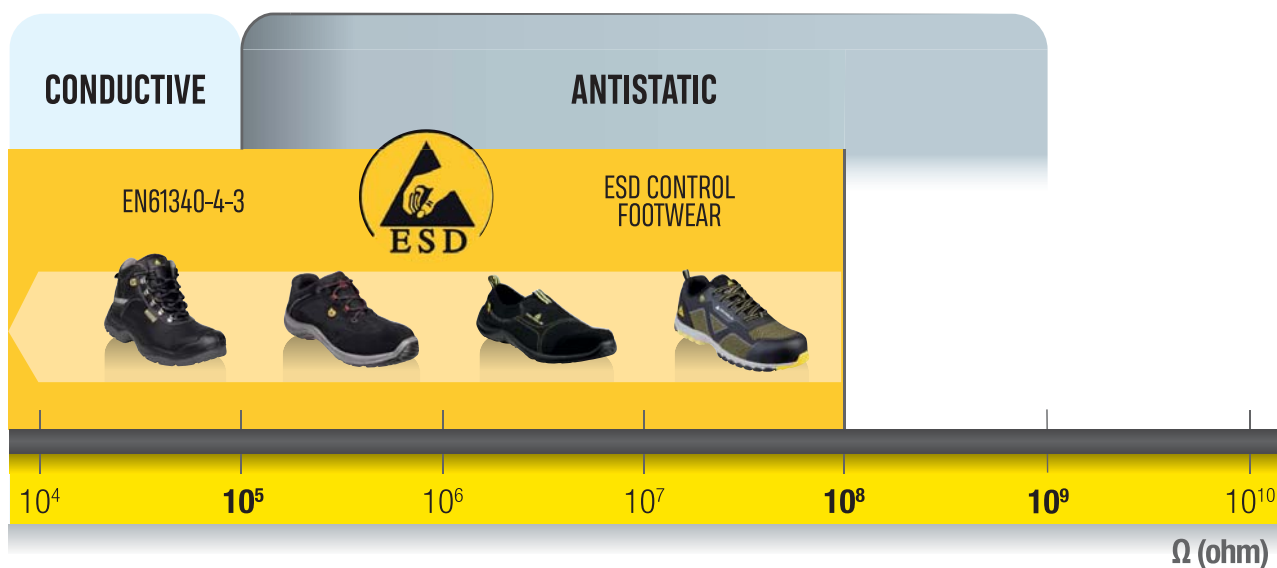 CONDUCTIVE
ANTISTATIC
EN61340-4-3
ESD
ESD CONTROL
FOOTWEAR
10⁴ 10⁵ 10⁶ 10⁷ 10⁸ 10⁹ 10¹⁰
Ω (ohm)